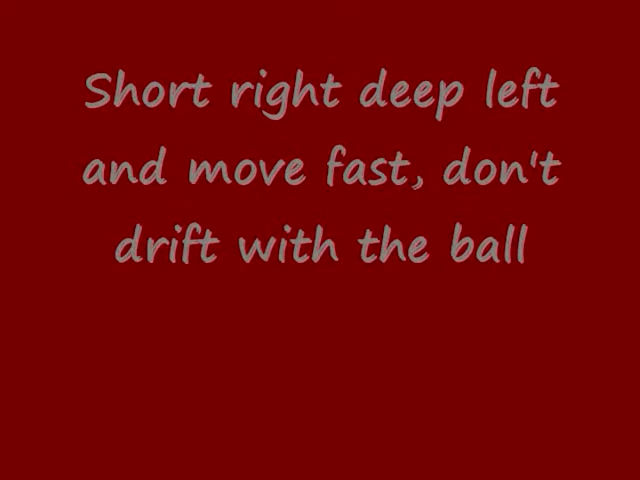 Short right deep left
and move fast, don't
drift with the ball